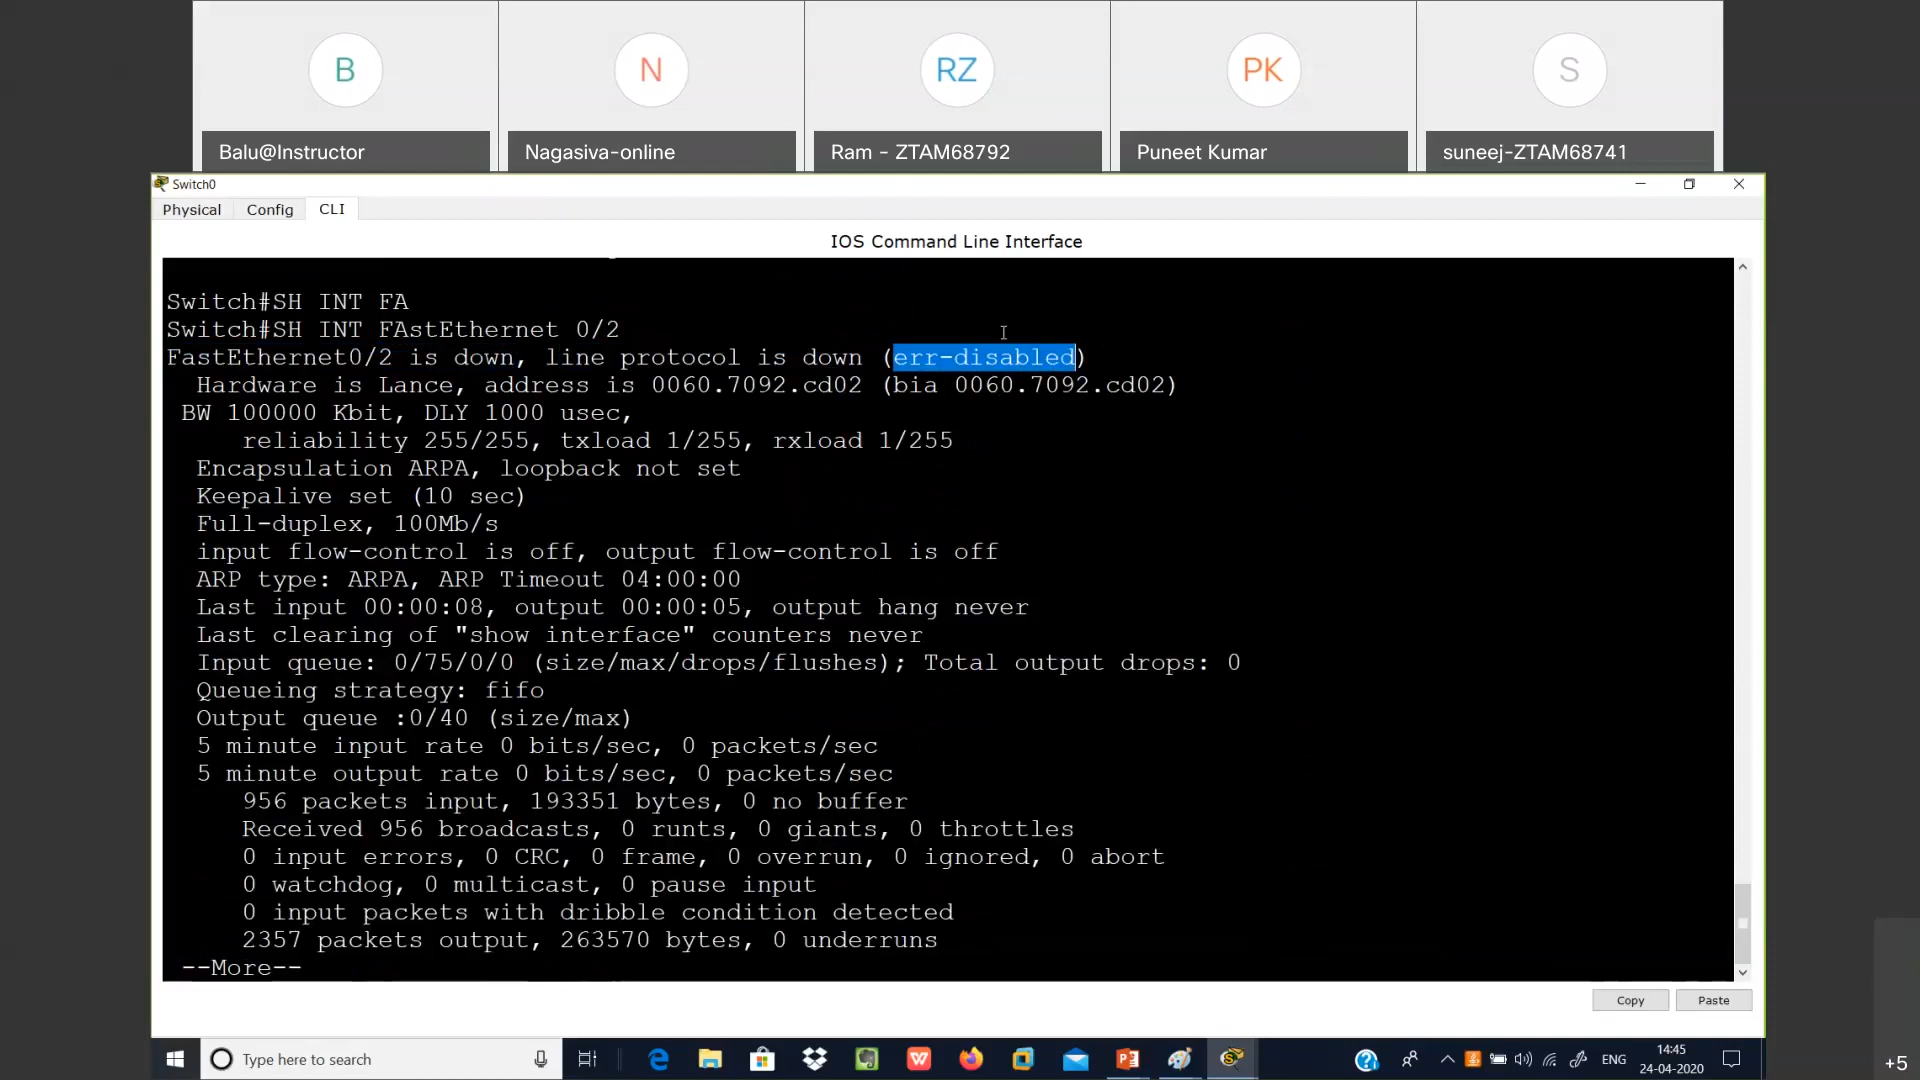 B
N
RZ
PK
S
Balu@Instructor
Nagasiva-online
Ram - ZTAM68792
Puneet Kumar
suneej-ZTAM68741
Switch0
Physical Config CLI
IOS Command Line Interface
Switch#SH INT FA
Switch#SH INT FAstEthernet 0/2
FastEthernet0/2 is down, line protocol is down (err-disabled)
Hardware is Lance, address is 0060.7092.cd02 (bia 0060.7092.cd02)
BW 100000 Kbit, DLY 1000 usec,
reliability 255/255, txload 1/255, rxload 1/255
Encapsulation ARPA, loopback not set
Keepalive set (10 sec)
Full-duplex, 100Mb/s
input flow-control is off, output flow-control is off
ARP type: ARPA, ARP Timeout 04:00:00
Last input 00:00:08, output 00:00:05, output hang never
Last clearing of "show interface" counters never
Input queue: 0/75/0/0 (size/max/drops/flushes); Total output drops: 0
Queueing strategy: fifo
Output queue :0/40 (size/max)
5 minute input rate 0 bits/sec, 0 packets/sec
5 minute output rate 0 bits/sec, 0 packets/sec
956 packets input, 193351 bytes, 0 no buffer
Received 956 broadcasts, 0 runts, 0 giants, 0 throttles
0 input errors, 0 CRC, 0 frame, 0 overrun, 0 ignored, 0 abort
0 watchdog, 0 multicast, 0 pause input
0 input packets with dribble condition detected
2357 packets output, 263570 bytes, 0 underruns
--More--
Copy Paste
Type here to search
ENG
14:45
24-04-2020
+5